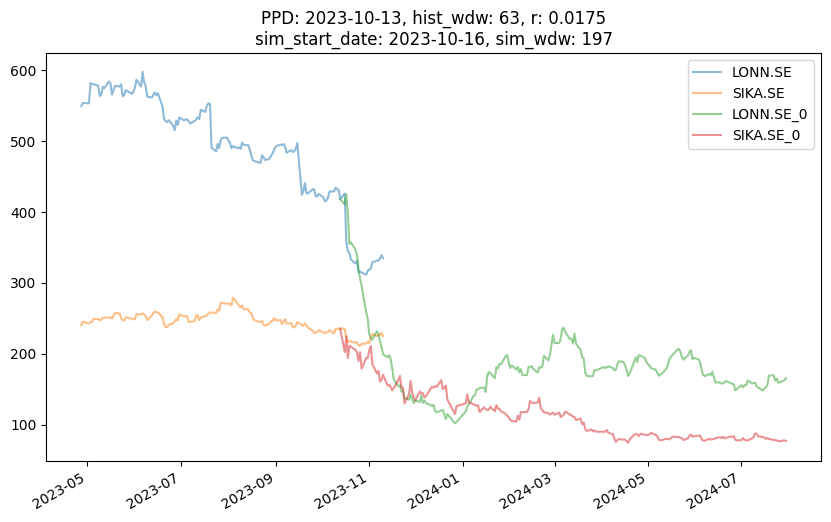 PPD: 2023-10-13, hist_wdw: 63, r: 0.0175
sim_start_date: 2023-10-16, sim_wdw: 197
LONN.SE
SIKA.SE
LONN.SE_0
SIKA.SE_0
600
500
400
300
200
100
2023-05
2023-07
2023-09
2023-11
2024-01
2024-03
2024-05
2024-07